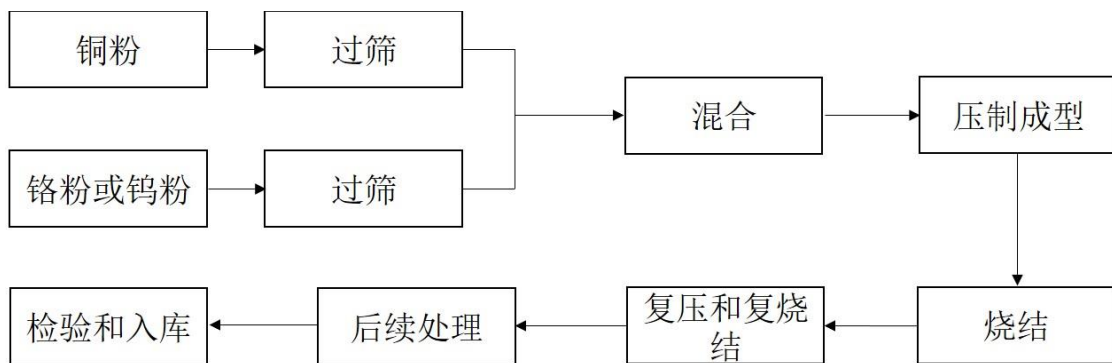 铜粉
过筛
混合
压制成型
铬粉或钨粉
过筛
检验和入库
后续处理
复压和复烧
结
烧结